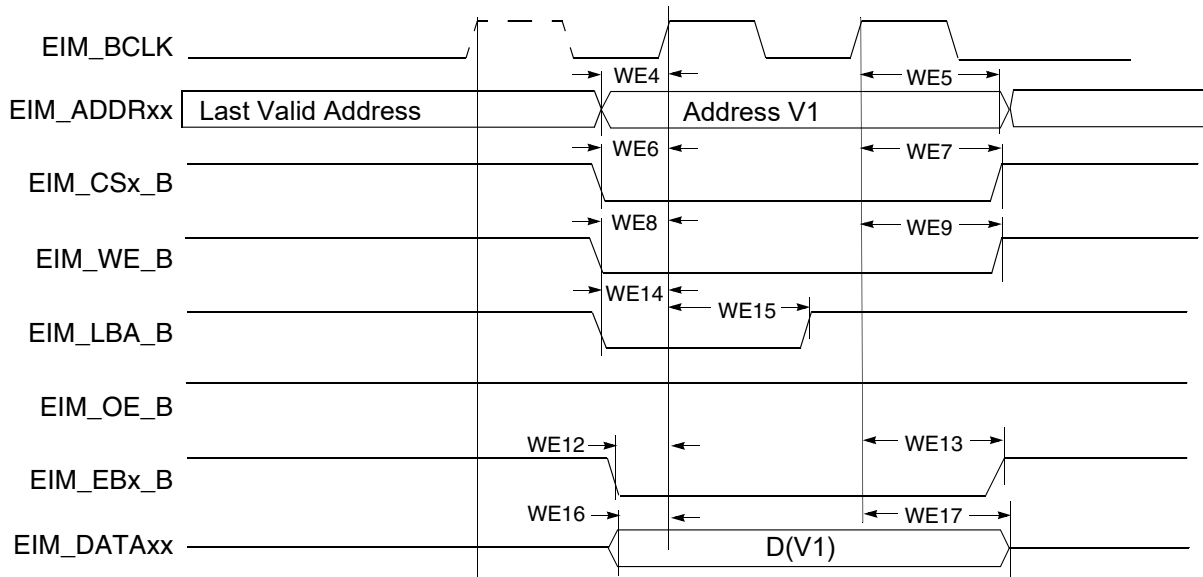 EIM_BCLK
WE4
WE5
EIM_ADDRxx
Last Valid Address
Address V1
WE6
WE7
EIM_CSx_B
WE8
WE9
EIM_WE_B
WE14
WE15
EIM_LBA_B
EIM_OE_B
WE12
WE13
EIM_EBx_B
WE16
WE17
EIM_DATAxx
D(V1)